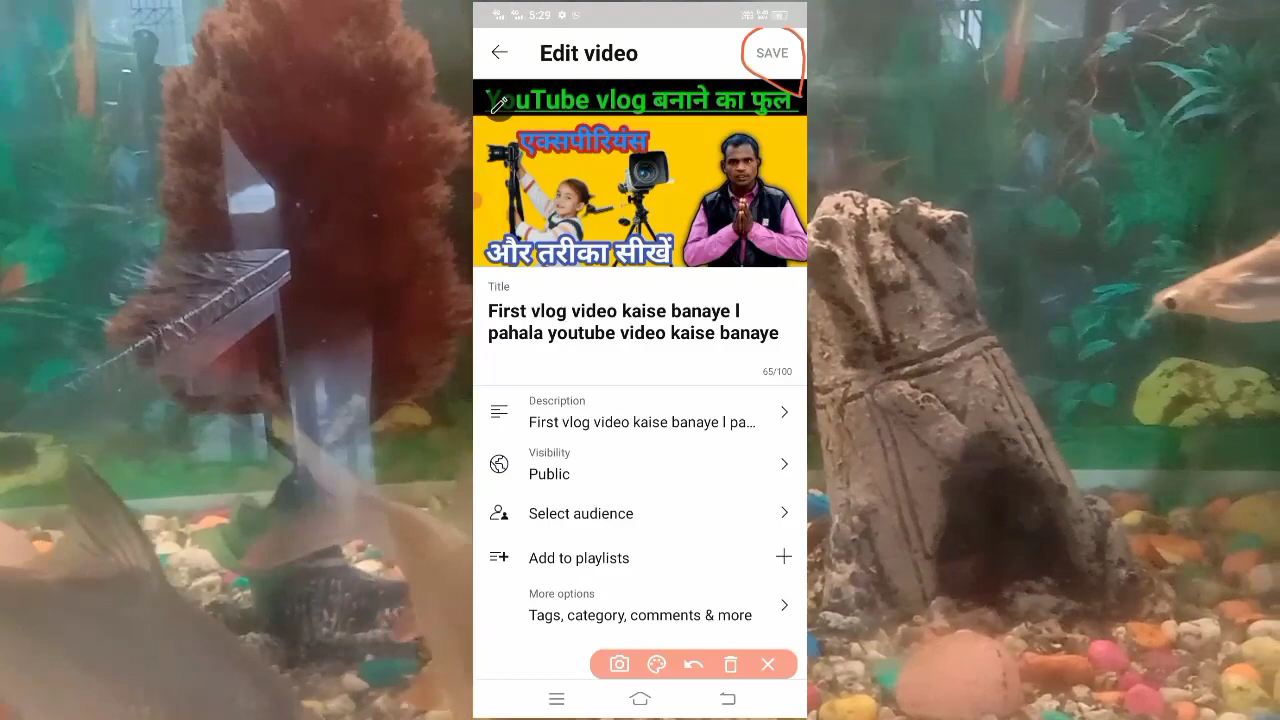 5:29
Edit video
SAVE
YouTube vlog बनाने का फुल
एक्सपीरियंस
और तरीका सीखें
Title
First vlog video kaise banaye l
pahala youtube video kaise banaye
65/100
Description
First vlog video kaise banaye l pa...
Visibility
Public
Select audience
Add to playlists
More options
Tags, category, comments & more